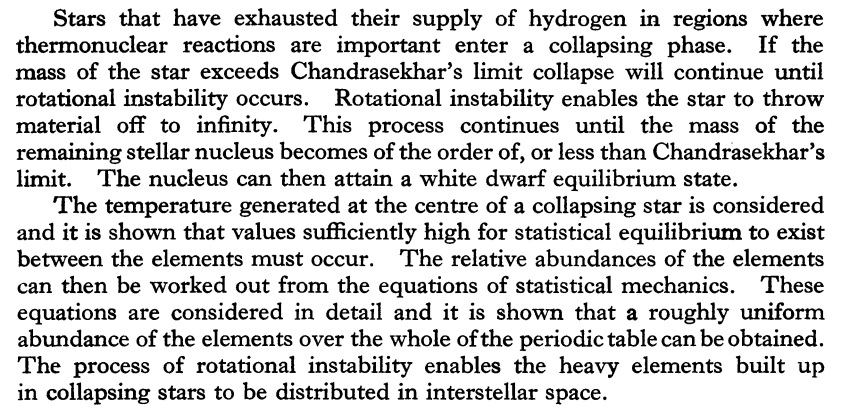 Stars that have exhausted their supply of hydrogen in regions where
thermonuclear reactions are important enter a collapsing phase. If the
mass of the star exceeds Chandrasekhar's limit collapse will continue until
rotational instability occurs. Rotational instability enables the star to throw
material off to infinity. This process continues until the mass of the
remaining stellar nucleus becomes of the order of, or less than Chandrasekhar's
limit. The nucleus can then attain a white dwarf equilibrium state.
The temperature generated at the centre of a collapsing star is considered
and it is shown that values sufficiently high for statistical equilibrium to exist
between the elements must occur. The relative abundances of the elements
can then be worked out from the equations of statistical mechanics. These
equations are considered in detail and it is shown that a roughly uniform
abundance of the elements over the whole of the periodic table can be obtained.
The process of rotational instability enables the heavy elements built up
in collapsing stars to be distributed in interstellar space.